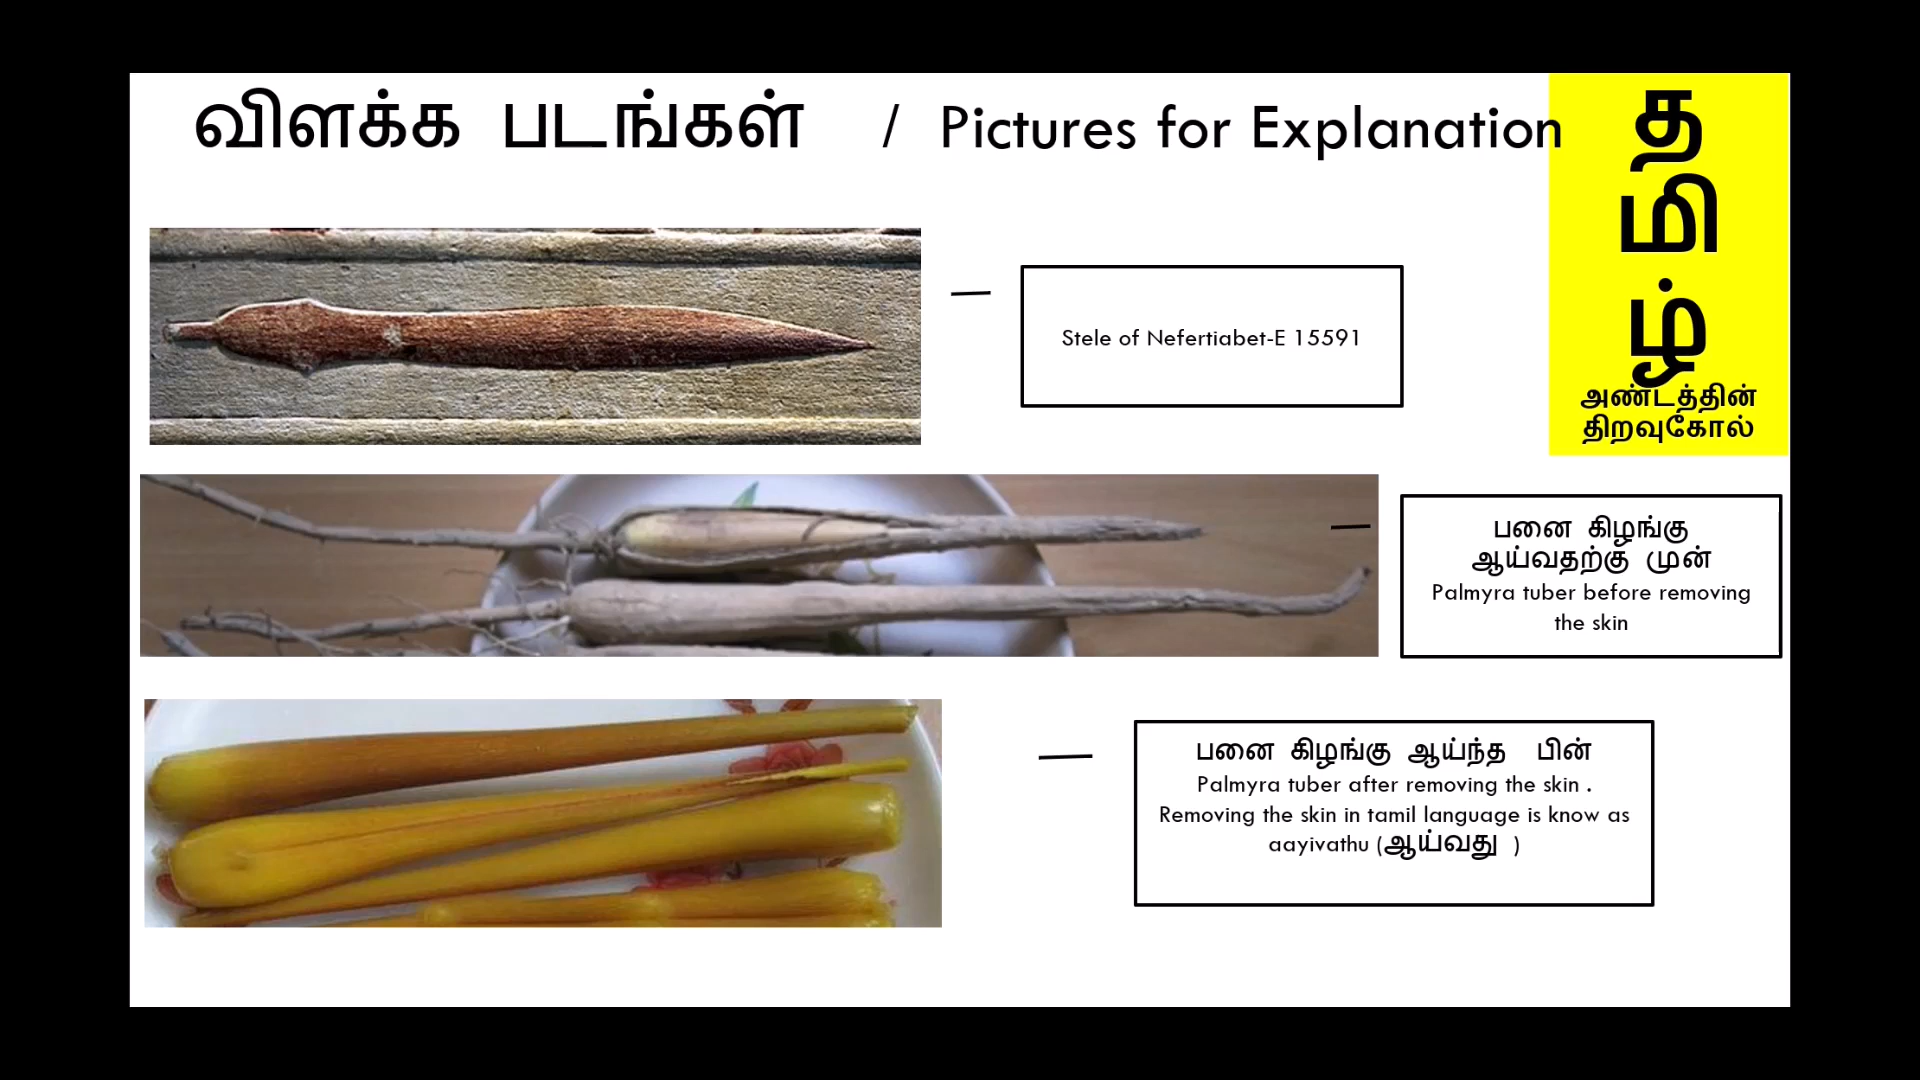 விளக்க படங்கள் / Pictures for Explanation
த
மி
ழ்
அண்டத்தின்
திறவுகோல்
Stele of Nefertiabet-E 15591
பனை கிழங்கு
ஆய்வதற்கு முன்
Palmyra tuber before removing
the skin
பனை கிழங்கு ஆய்ந்த பின்
Palmyra tuber after removing the skin .
Removing the skin in tamil language is know as
aayivathu (ஆய்வது )